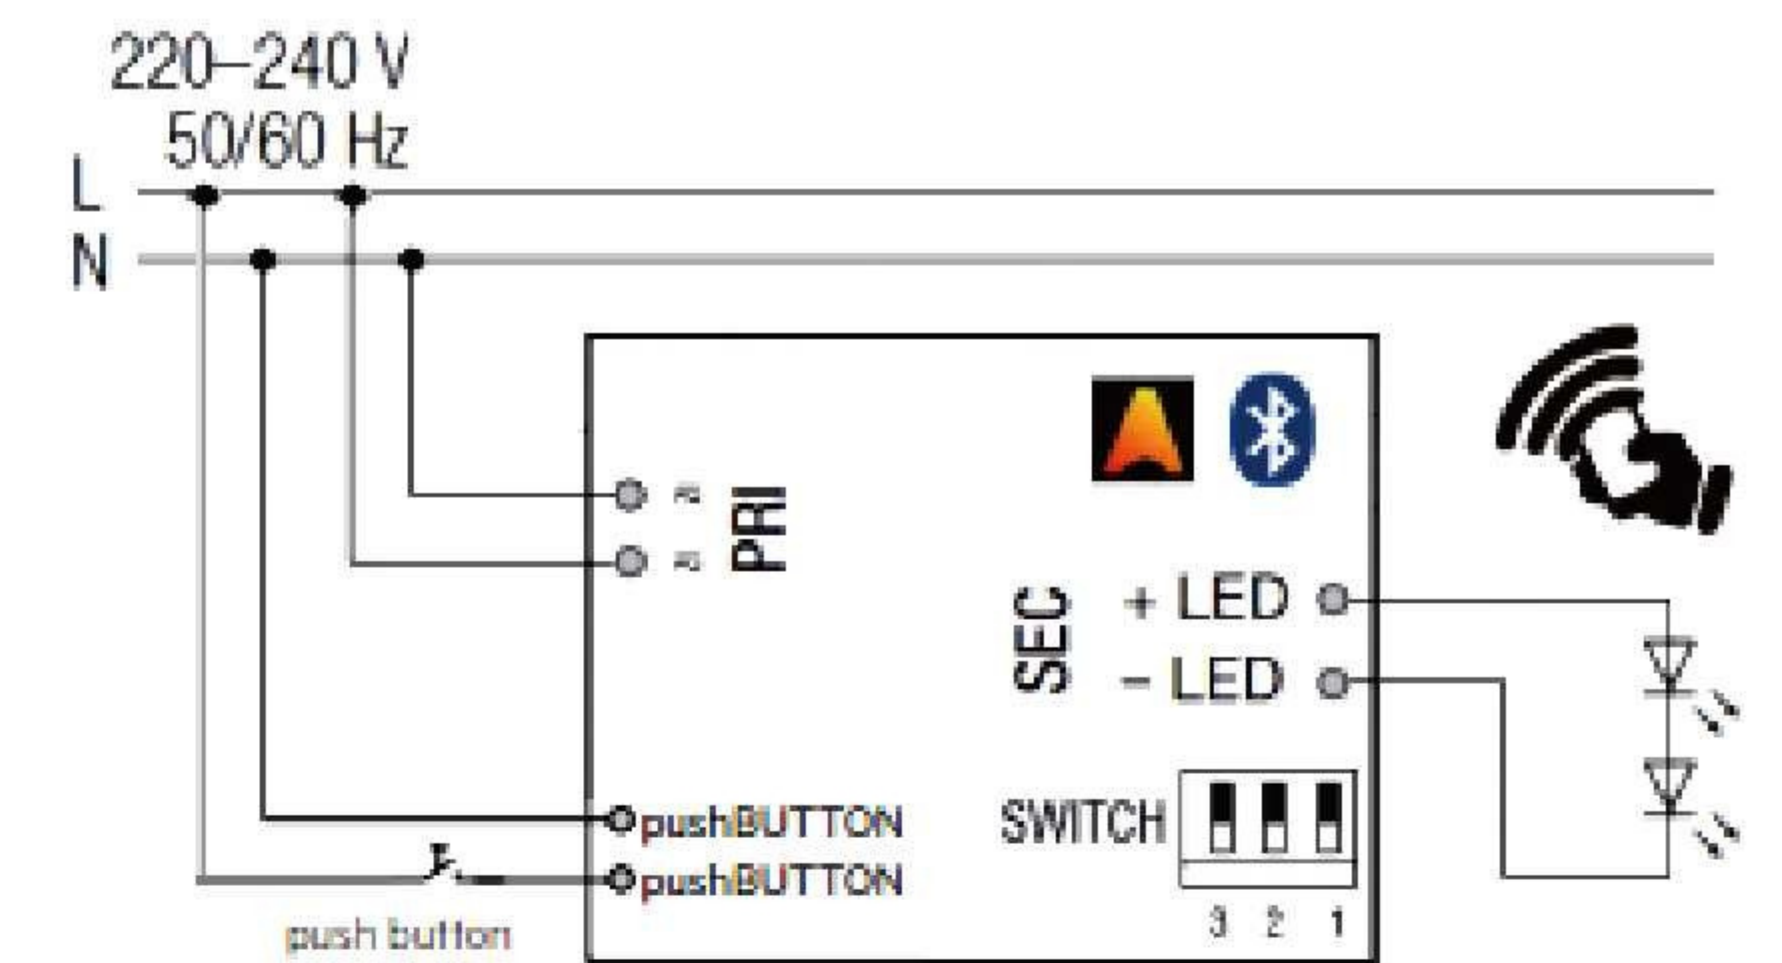 220–240 V
50/60 Hz
L
N
PRI
SEC
+ LED
– LED
pushBUTTON
pushBUTTON
SWITCH
3 2 1
push button